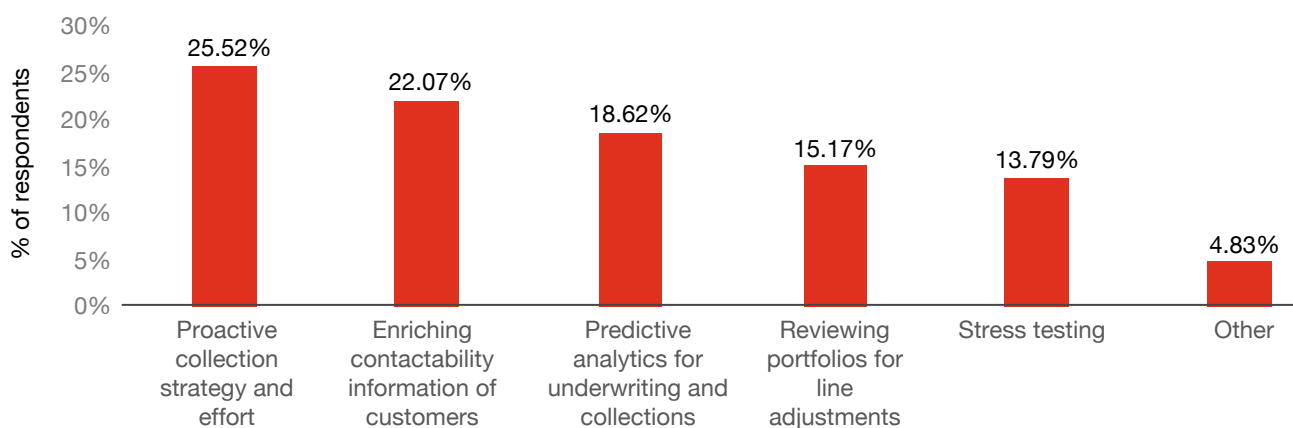 % of respondents
30%
25%
20%
15%
10%
5%
0%
25.52%
22.07%
18.62%
15.17%
13.79%
4.83%
Proactive
collection
strategy and
effort
Enriching
contactability
information of
customers
Predictive
analytics for
underwriting and
collections
Reviewing
portfolios for
line
adjustments
Stress testing
Other